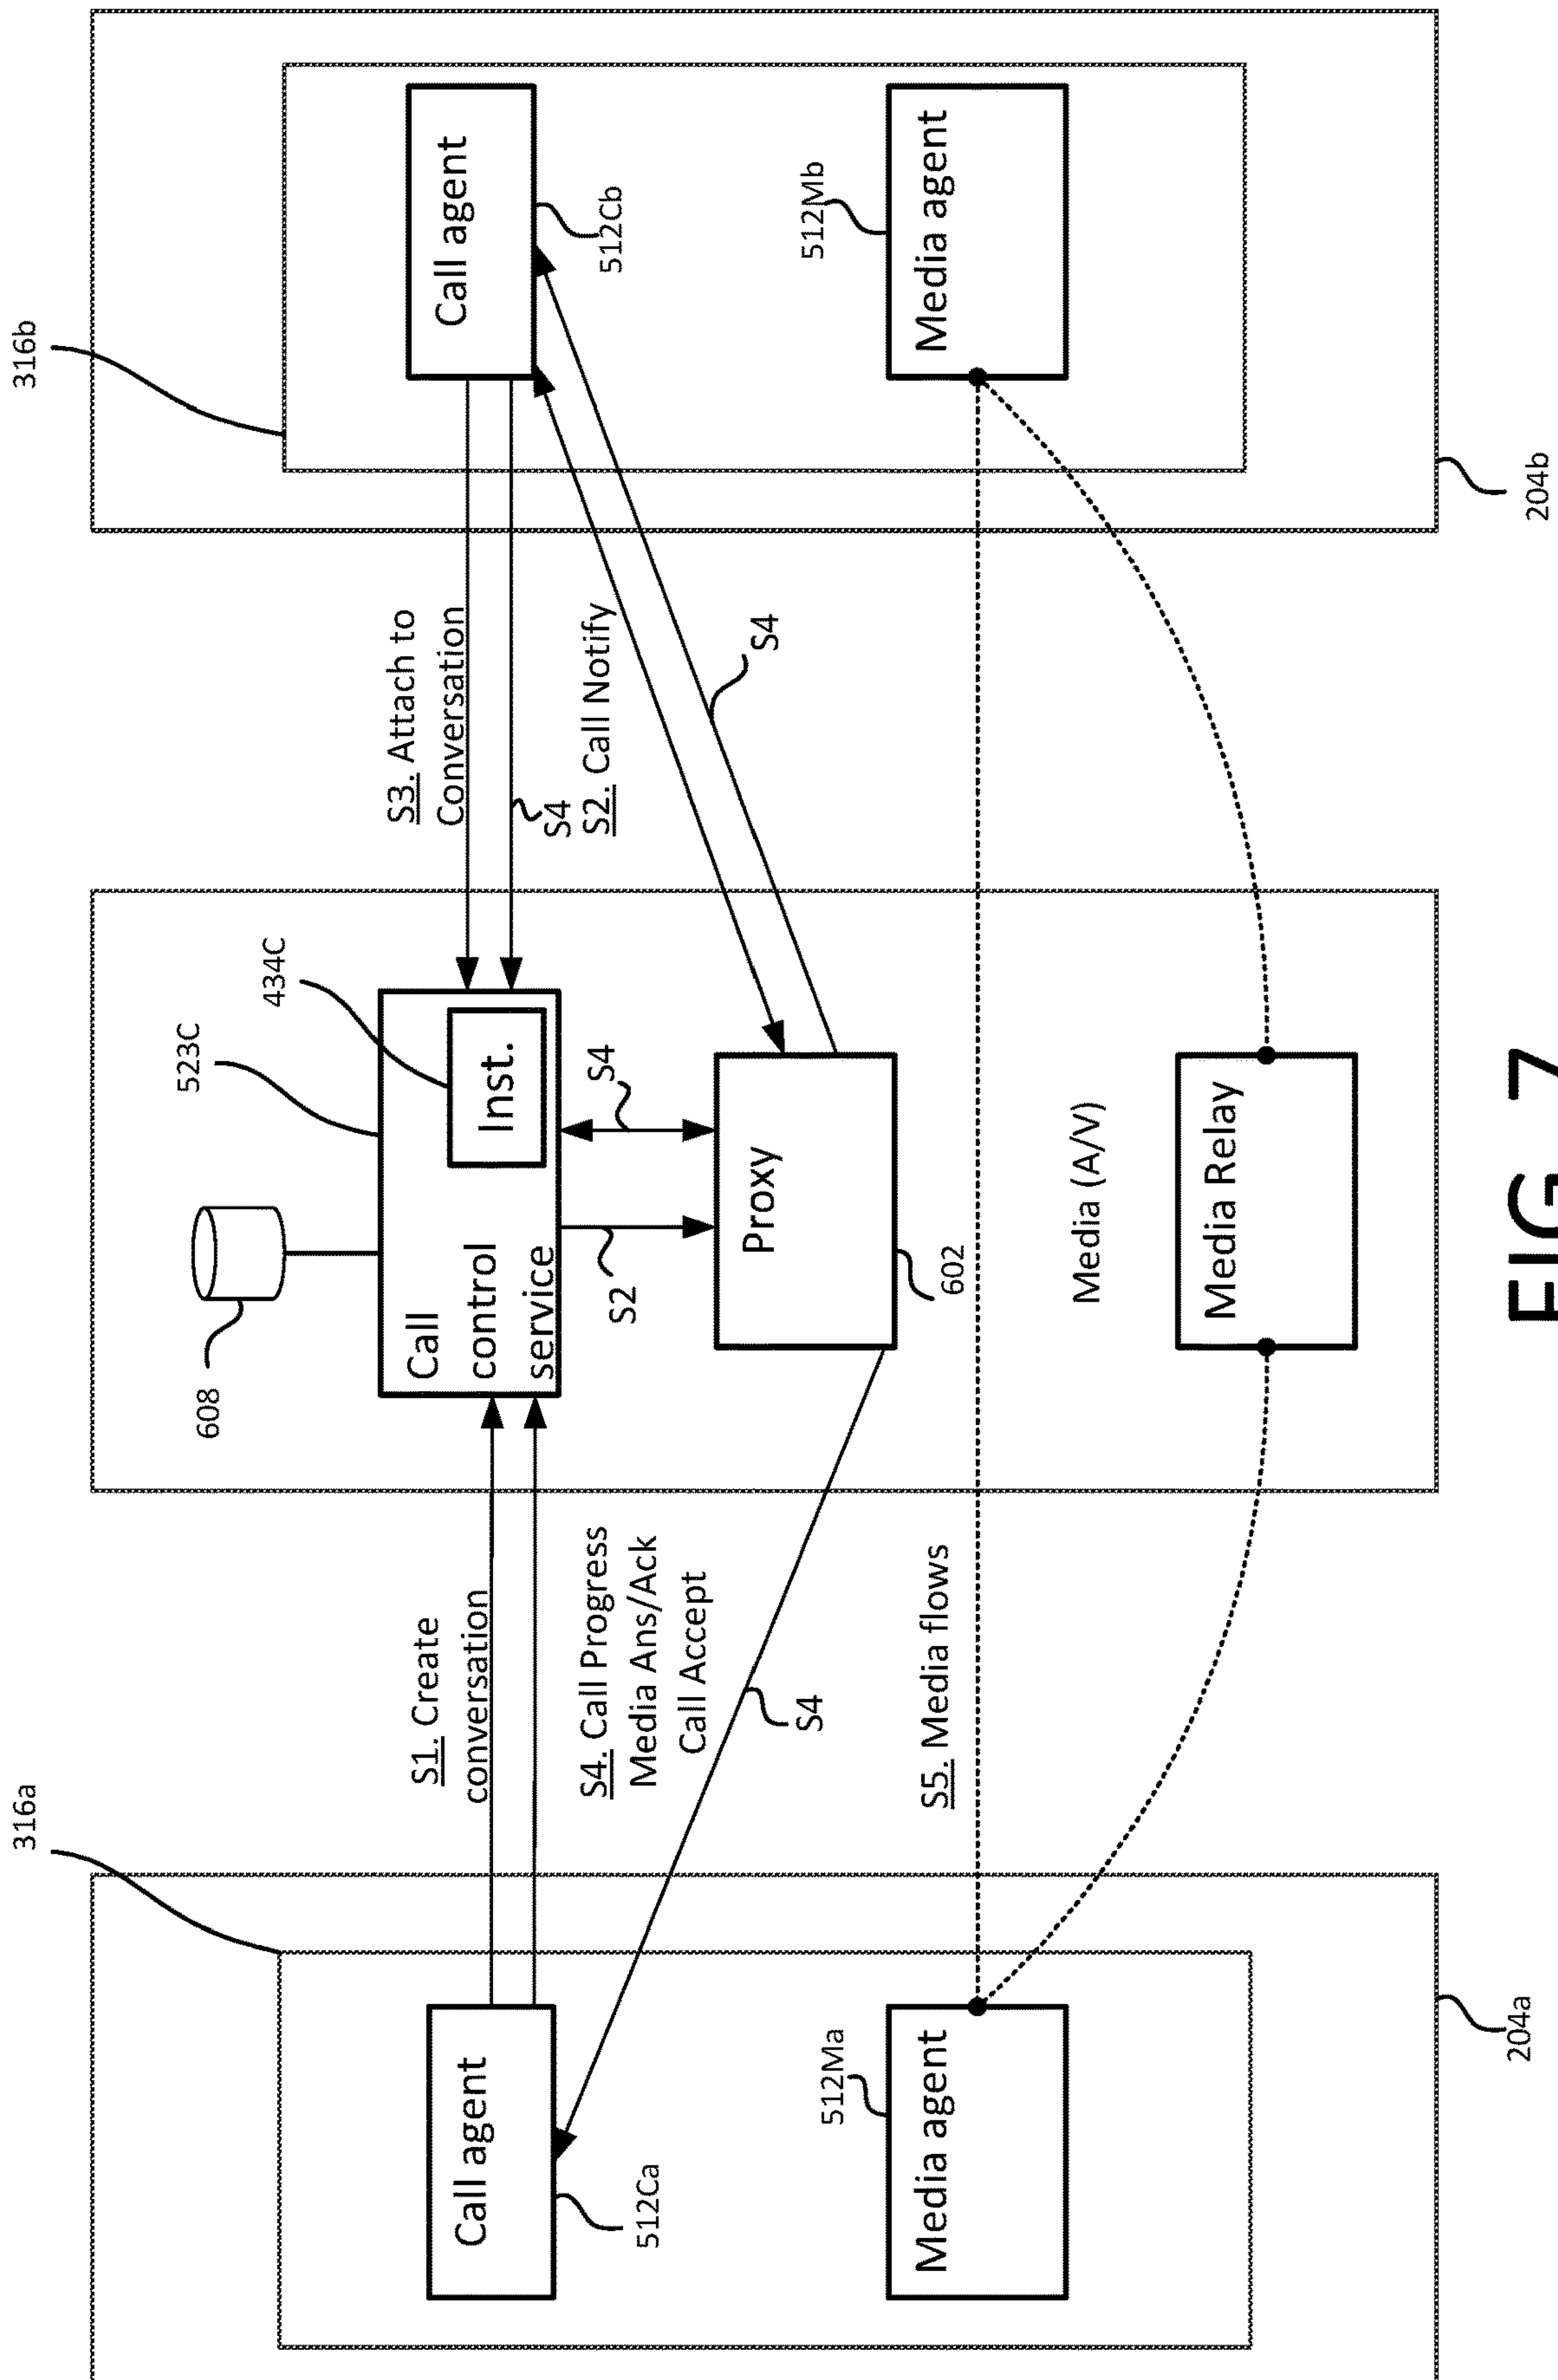 316a
316b
608
523C
434C
S1. Create
conversation
Call
control
service
Inst.
S3. Attach to
Conversation
Call agent
512Ca
Call agent
512Cb
S4
S2. Call Notify
S4. Call Progress
Media Ans/Ack
Call Accept
S2
S4
S4
S4
Proxy
602
512Ma
Media agent
512Mb
Media agent
S5. Media flows
Media (A/V)
Media Relay
204a
204b
FIG. 7